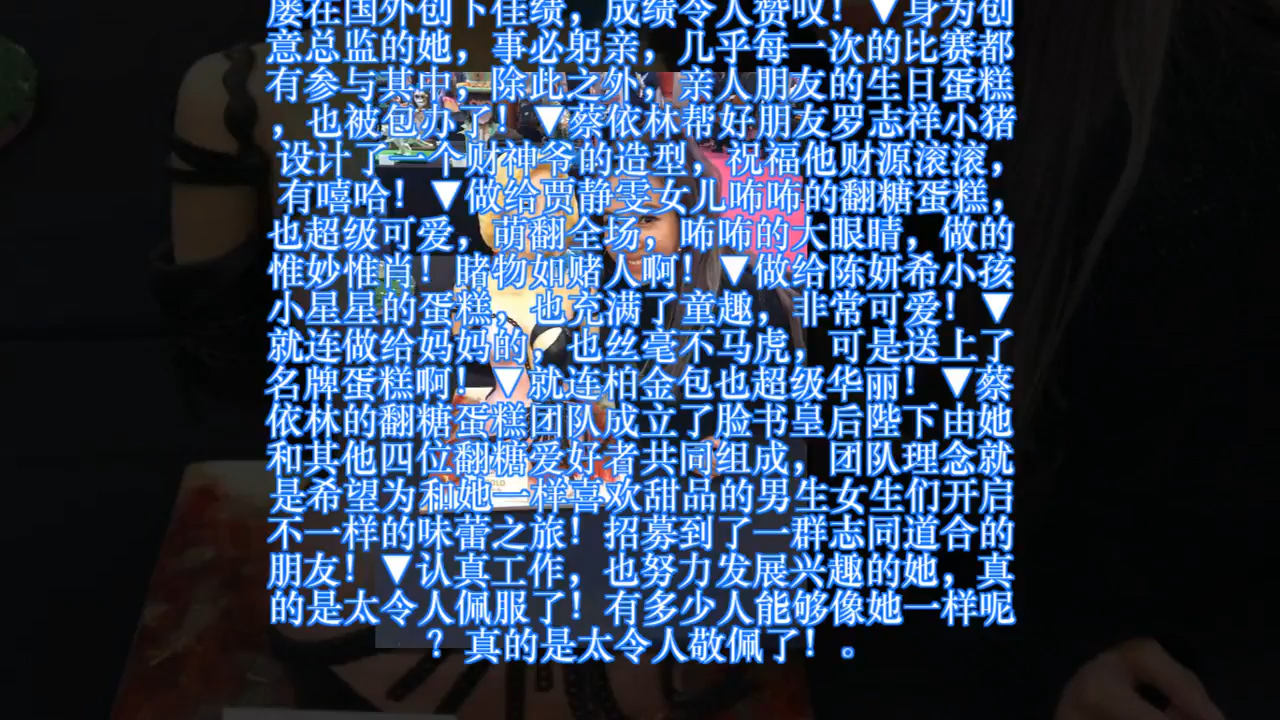 屡在国外创下佳绩，成绩令人赞叹！▼身为创
意总监的她，事必躬亲，几乎每一次的比赛都
有参与其中，除此之外，亲人朋友的生日蛋糕
，也被包办了！▼蔡依林帮好朋友罗志祥小猪
设计了一个财神爷的造型，祝福他财源滚滚，
有嘻哈！▼做给贾静雯女儿咘咘的翻糖蛋糕，
也超级可爱，萌翻全场，咘咘的大眼睛，做的
惟妙惟肖！睹物如赌人啊！▼做给陈妍希小孩
小星星的蛋糕，也充满了童趣，非常可爱！▼
就连做给妈妈的，也丝毫不马虎，可是送上了
名牌蛋糕啊！▽就连柏金包也超级华丽！▼蔡
依林的翻糖蛋糕团队成立了脸书皇后陛下由她
和其他四位翻糖爱好者共同组成，团队理念就
是希望为和她一样喜欢甜品的男生女生们开启
不一样的味蕾之旅！招募到了一群志同道合的
朋友！▼认真工作，也努力发展兴趣的她，真
的是太令人佩服了！有多少人能够像她一样呢
？真的是太令人敬佩了！。